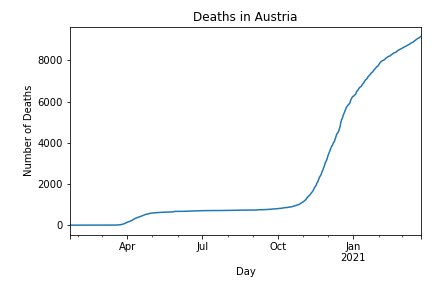 Deaths in Austria
Number of Deaths
8000
6000
4000
2000
0
Apr
Jul
Oct
Jan
2021
Day